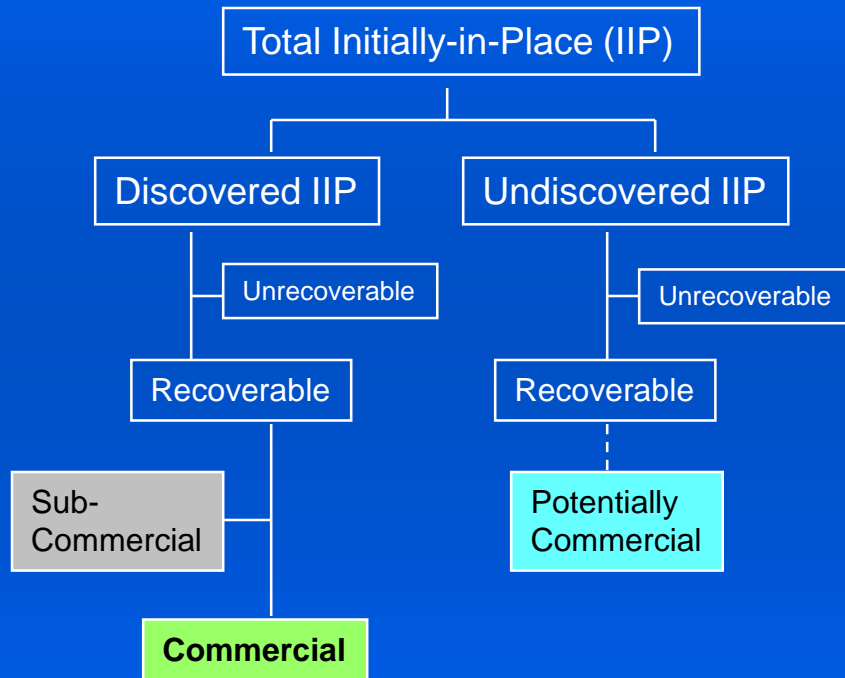 Total Initially-in-Place (IIP)
Discovered IIP
Undiscovered IIP
Unrecoverable
Unrecoverable
Recoverable
Recoverable
Sub-
Commercial
Potentially
Commercial
Commercial